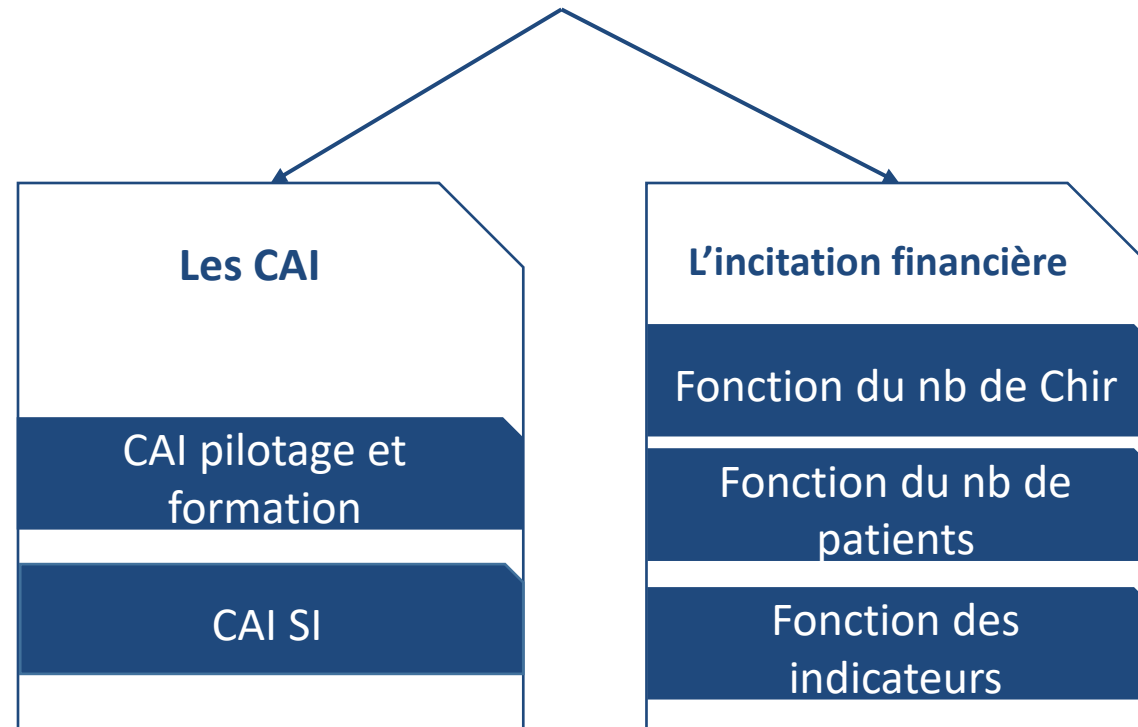 Les CAI
CAI pilotage et
formation
CAI SI
L’incitation financière
Fonction du nb de Chir
Fonction du nb de
patients
Fonction des
indicateurs